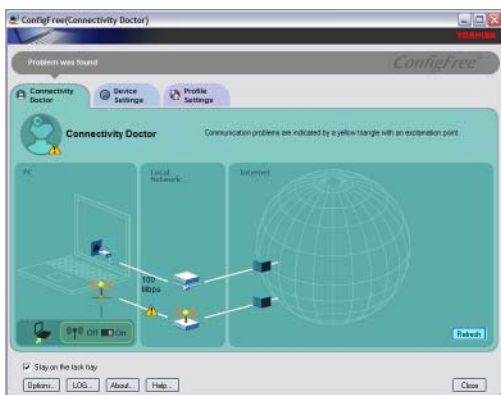 ConfigFree(Connectivity Doctor)
TOSHIBA
Problem was found
ConfigFree
Connectivity
Doctor
Device
Settings
Profile
Settings
Connectivity Doctor
Communication problems are indicated by a yellow triangle with an exclamation point.
PC
Local
Network
Internet
100
Mbps
Off
On
Refresh
Stay on the task tray
Options...
LOG...
About...
Help...
Close